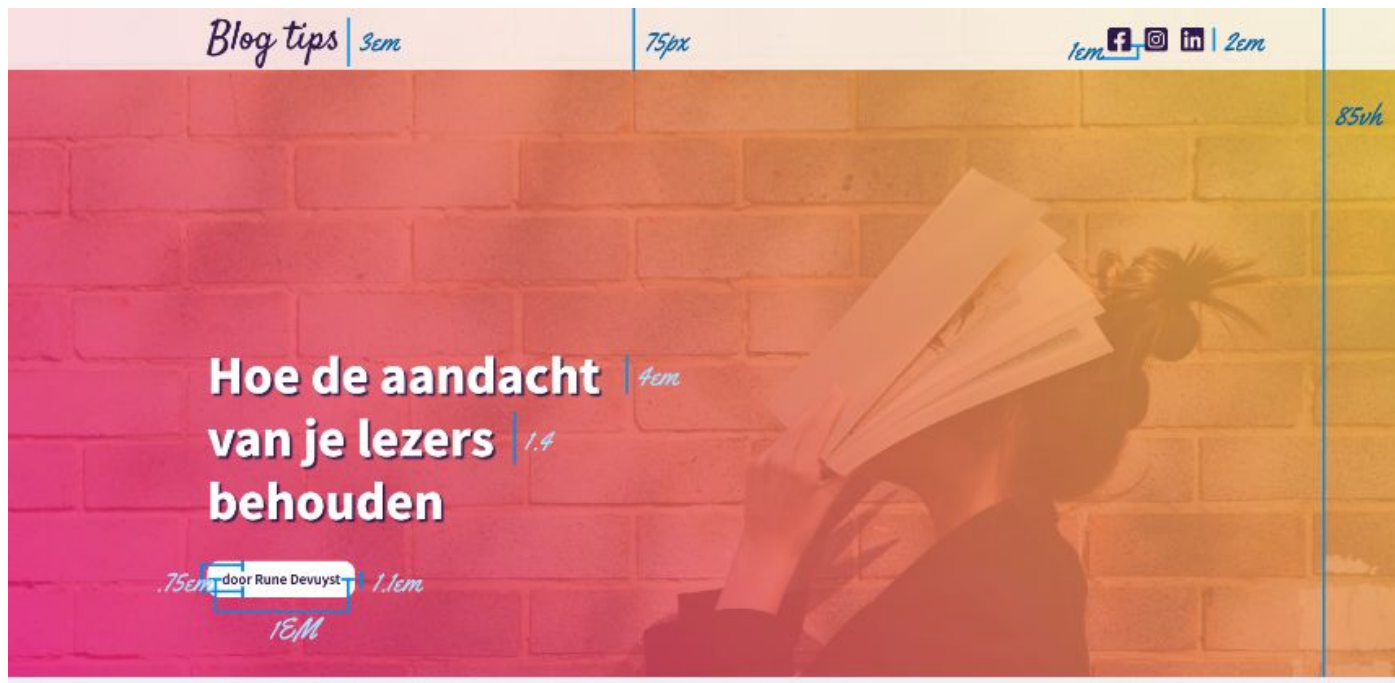 Blog tips
3em
75px
1em
2em
85vh
Hoe de aandacht
4em
van je lezers
1.4
behouden
.75em
door Rune Devuyst
1.1em
1EM